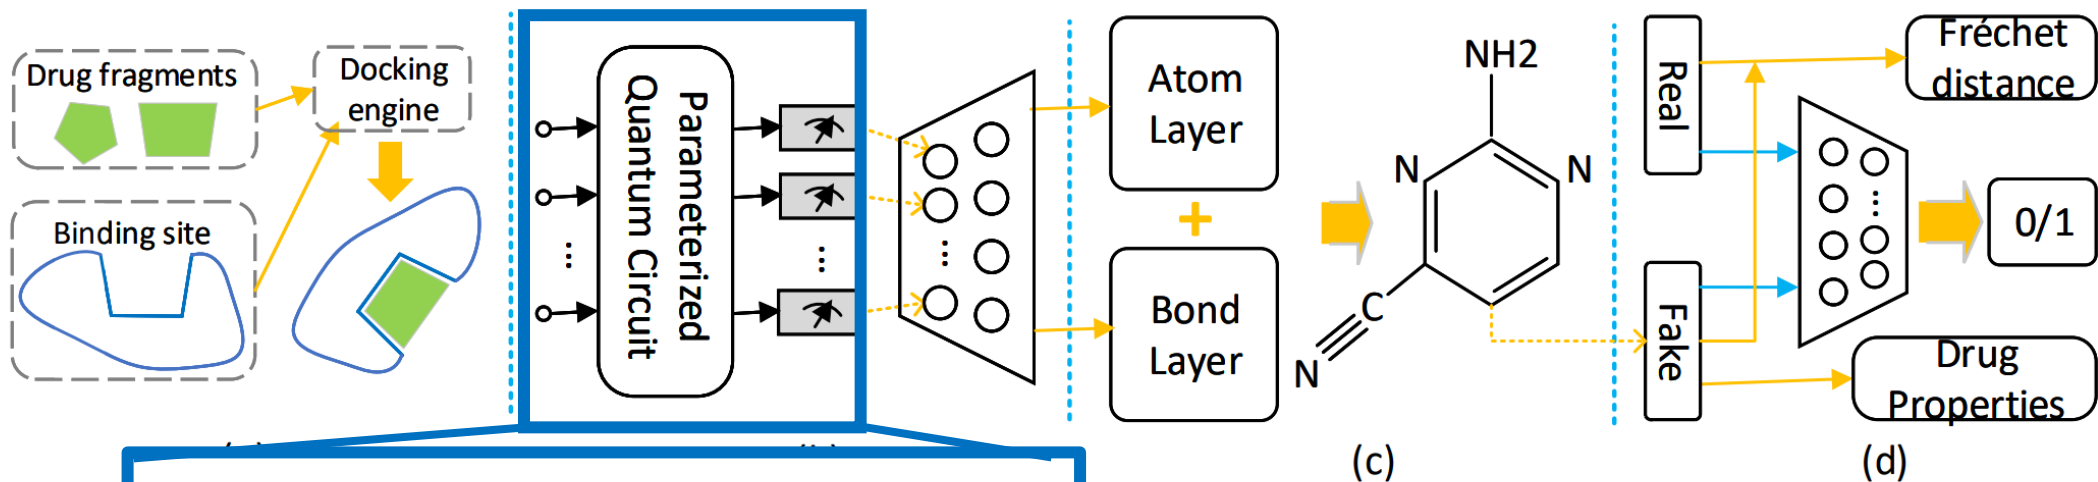 Drug fragments
Docking
engine
Binding site
Parameterized
Quantum Circuit
...
...
...
Atom
Layer
+
Bond
Layer
NH2
N
N
C
N
Real
Fake
Fréchet
distance
...
0/1
Drug
Properties
(c)
(d)